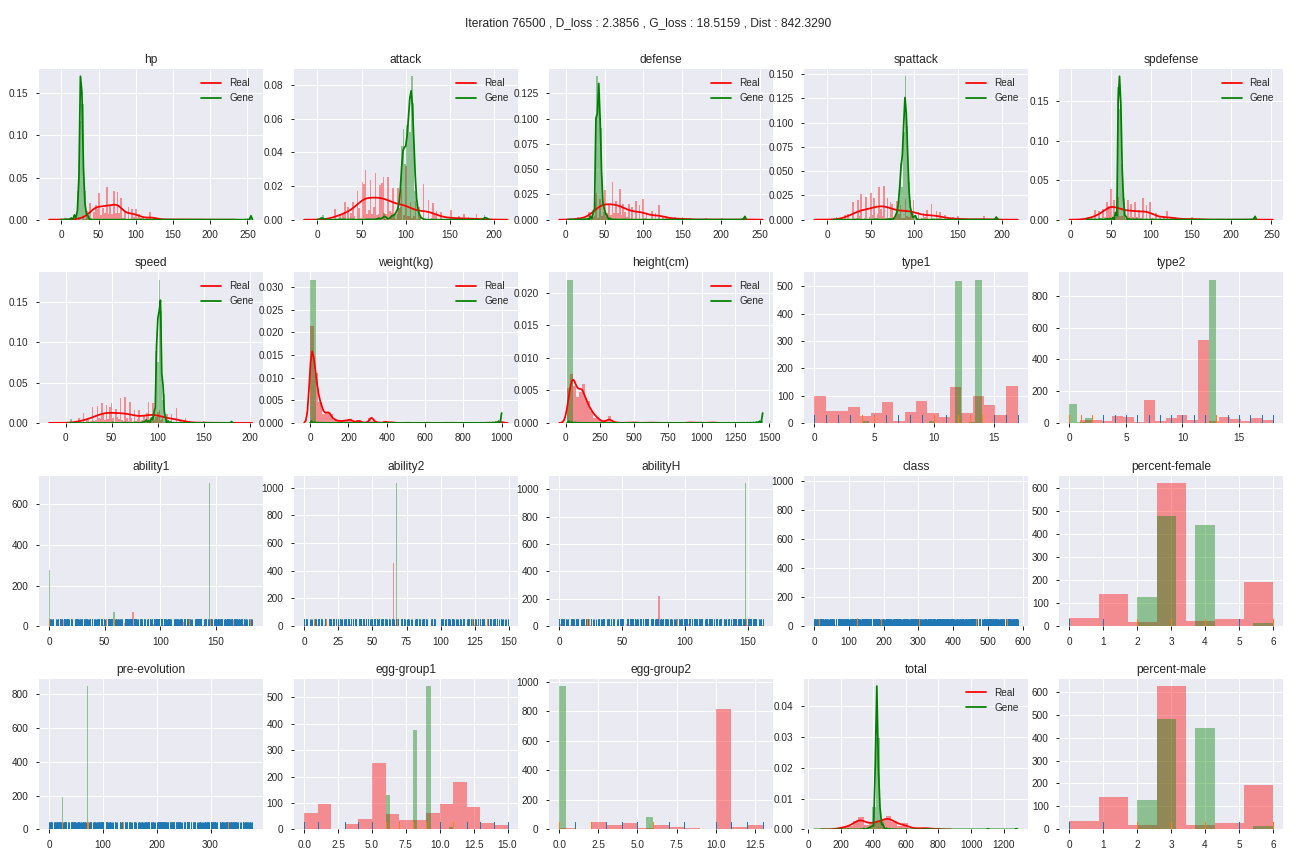 Iteration 76500 , D_loss : 2.3856 , G_loss : 18.5159 , Dist : 842.3290
hp
attack
defense
spattack
spdefense
Real
Gene
Real
Gene
Real
Gene
Real
Gene
Real
Gene
0.15
0.10
0.05
0.00
0.08
0.06
0.04
0.02
0.00
0.125
0.100
0.075
0.050
0.025
0.000
0.150
0.125
0.100
0.075
0.050
0.025
0.000
0.15
0.10
0.05
0.00
0 50 100 150 200 250
0 50 100 150 200
0 50 100 150 200 250
0 50 100 150 200
0 50 100 150 200 250
speed
weight(kg)
height(cm)
type1
type2
Real
Gene
Real
Gene
Real
Gene
0.15
0.10
0.05
0.00
0.030
0.025
0.020
0.015
0.010
0.005
0.000
0.020
0.015
0.010
0.005
0.000
500
400
300
200
100
0
800
600
400
200
0
0 50 100 150 200
0 200 400 600 800 1000
0 250 500 750 1000 1250 1500
0 5 10 15
0 5 10 15
ability1
ability2
abilityH
class
percent-female
600
400
200
0
1000
800
600
400
200
0
1000
800
600
400
200
0
1000
800
600
400
200
0
600
500
400
300
200
100
0
0 50 100 150
0 25 50 75 100 125 150
0 50 100 150
0 100 200 300 400 500 600
0 1 2 3 4 5 6
pre-evolution
egg-group1
egg-group2
total
percent-male
Real
Gene
800
600
400
200
0
500
400
300
200
100
0
1000
800
600
400
200
0
0.04
0.03
0.02
0.01
0.00
600
500
400
300
200
100
0
0 100 200 300
0.0 2.5 5.0 7.5 10.0 12.5 15.0
0.0 2.5 5.0 7.5 10.0 12.5
0 200 400 600 800 1000 1200
0 1 2 3 4 5 6